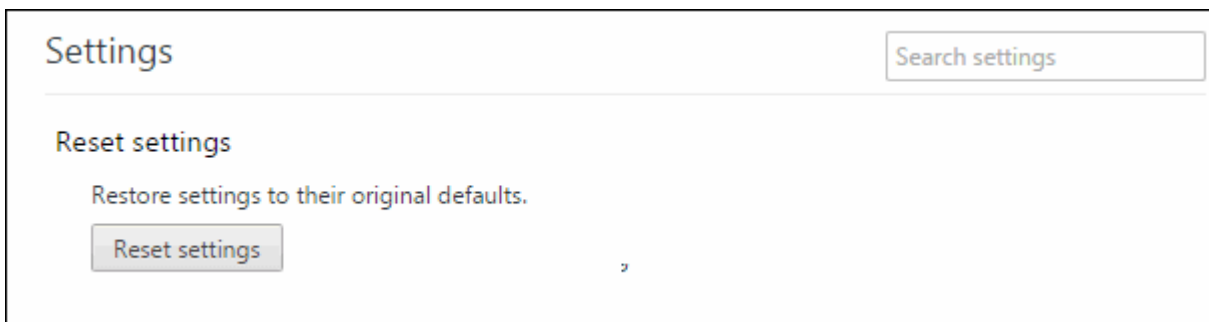 Settings
Search settings
Reset settings
Restore settings to their original defaults.
Reset settings